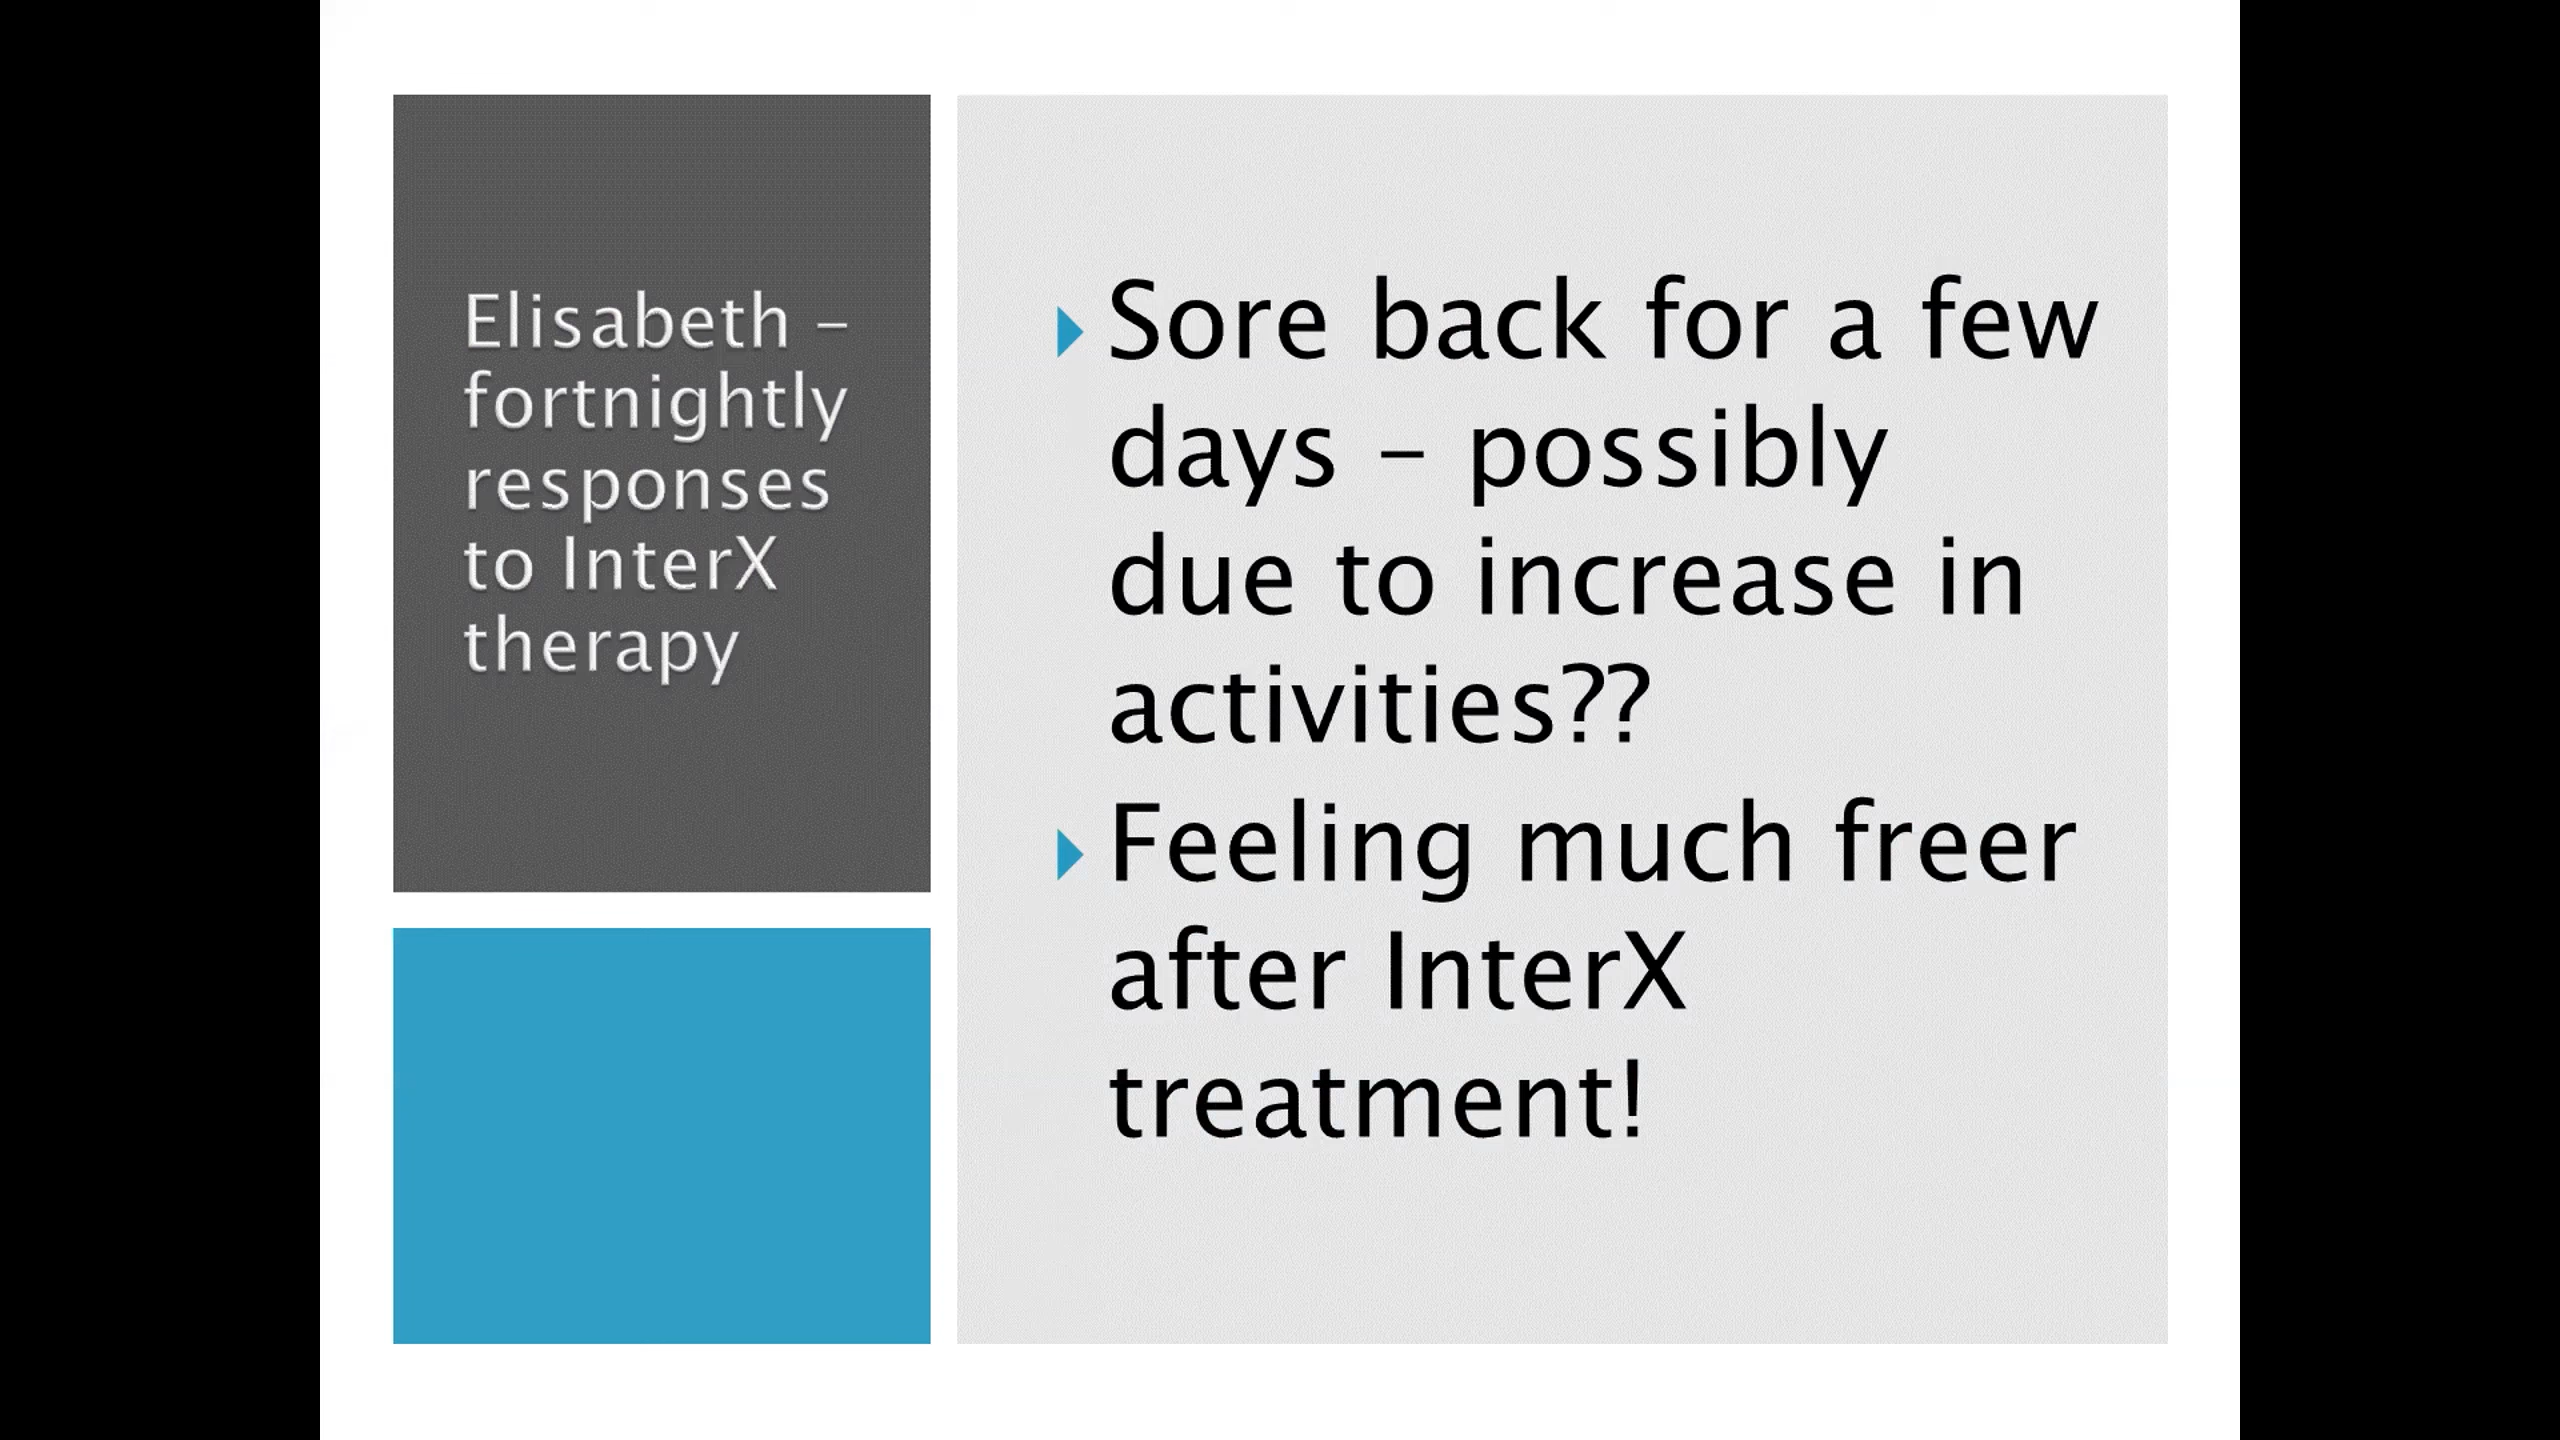 Elisabeth –
fortnightly
responses
to InterX
therapy
Sore back for a few
days – possibly
due to increase in
activities??
Feeling much freer
after InterX
treatment!